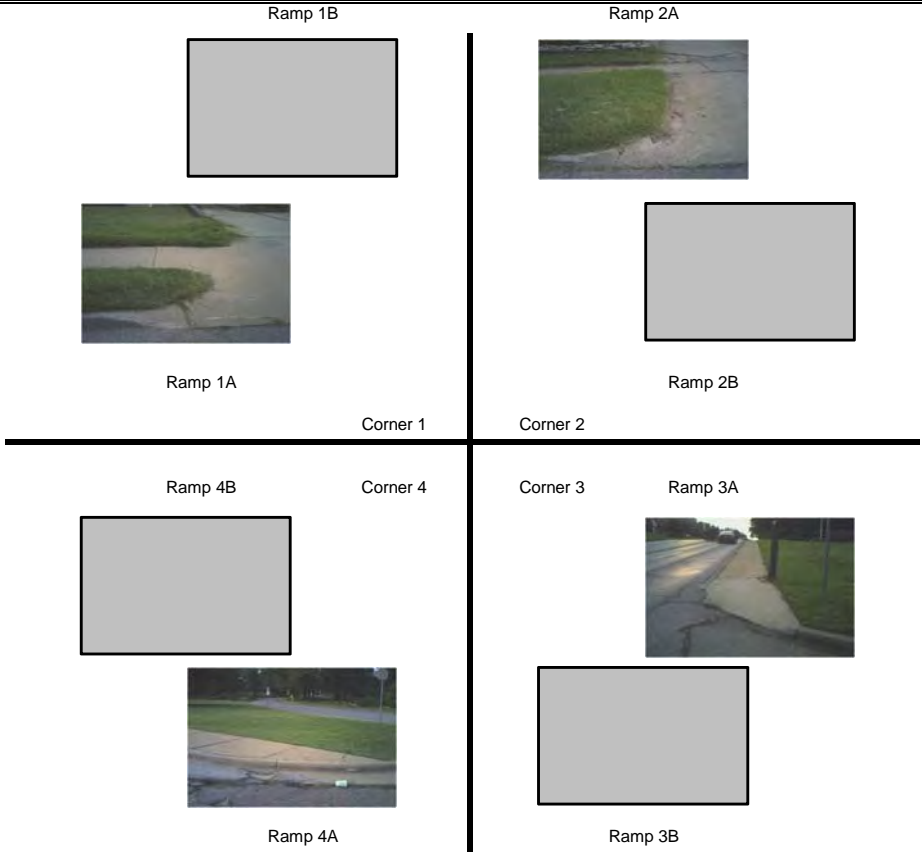 Ramp 1B Ramp 2A
Ramp 1A Ramp 2B
Corner 1 Corner 2
Ramp 4B Corner 4 Corner 3 Ramp 3A
Ramp 4A Ramp 3B